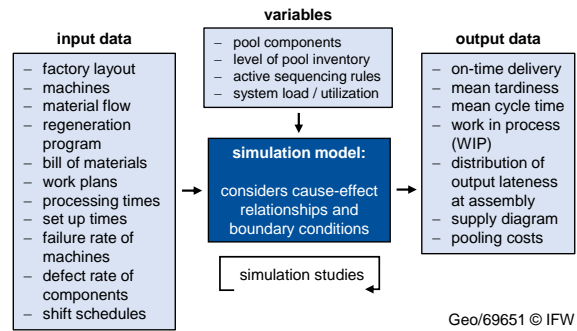 input data
– factory layout
– machines
– material flow
– regeneration
program
– bill of materials
– work plans
– processing times
– set up times
– failure rate of
machines
– defect rate of
components
– shift schedules
variables
– pool components
– level of pool inventory
– active sequencing rules
– system load / utilization
simulation model:
considers cause-effect
relationships and
boundary conditions
simulation studies
output data
– on-time delivery
– mean tardiness
– mean cycle time
– work in process
(WIP)
– distribution of
output lateness
at assembly
– supply diagram
– pooling costs
Geo/69651 © IFW